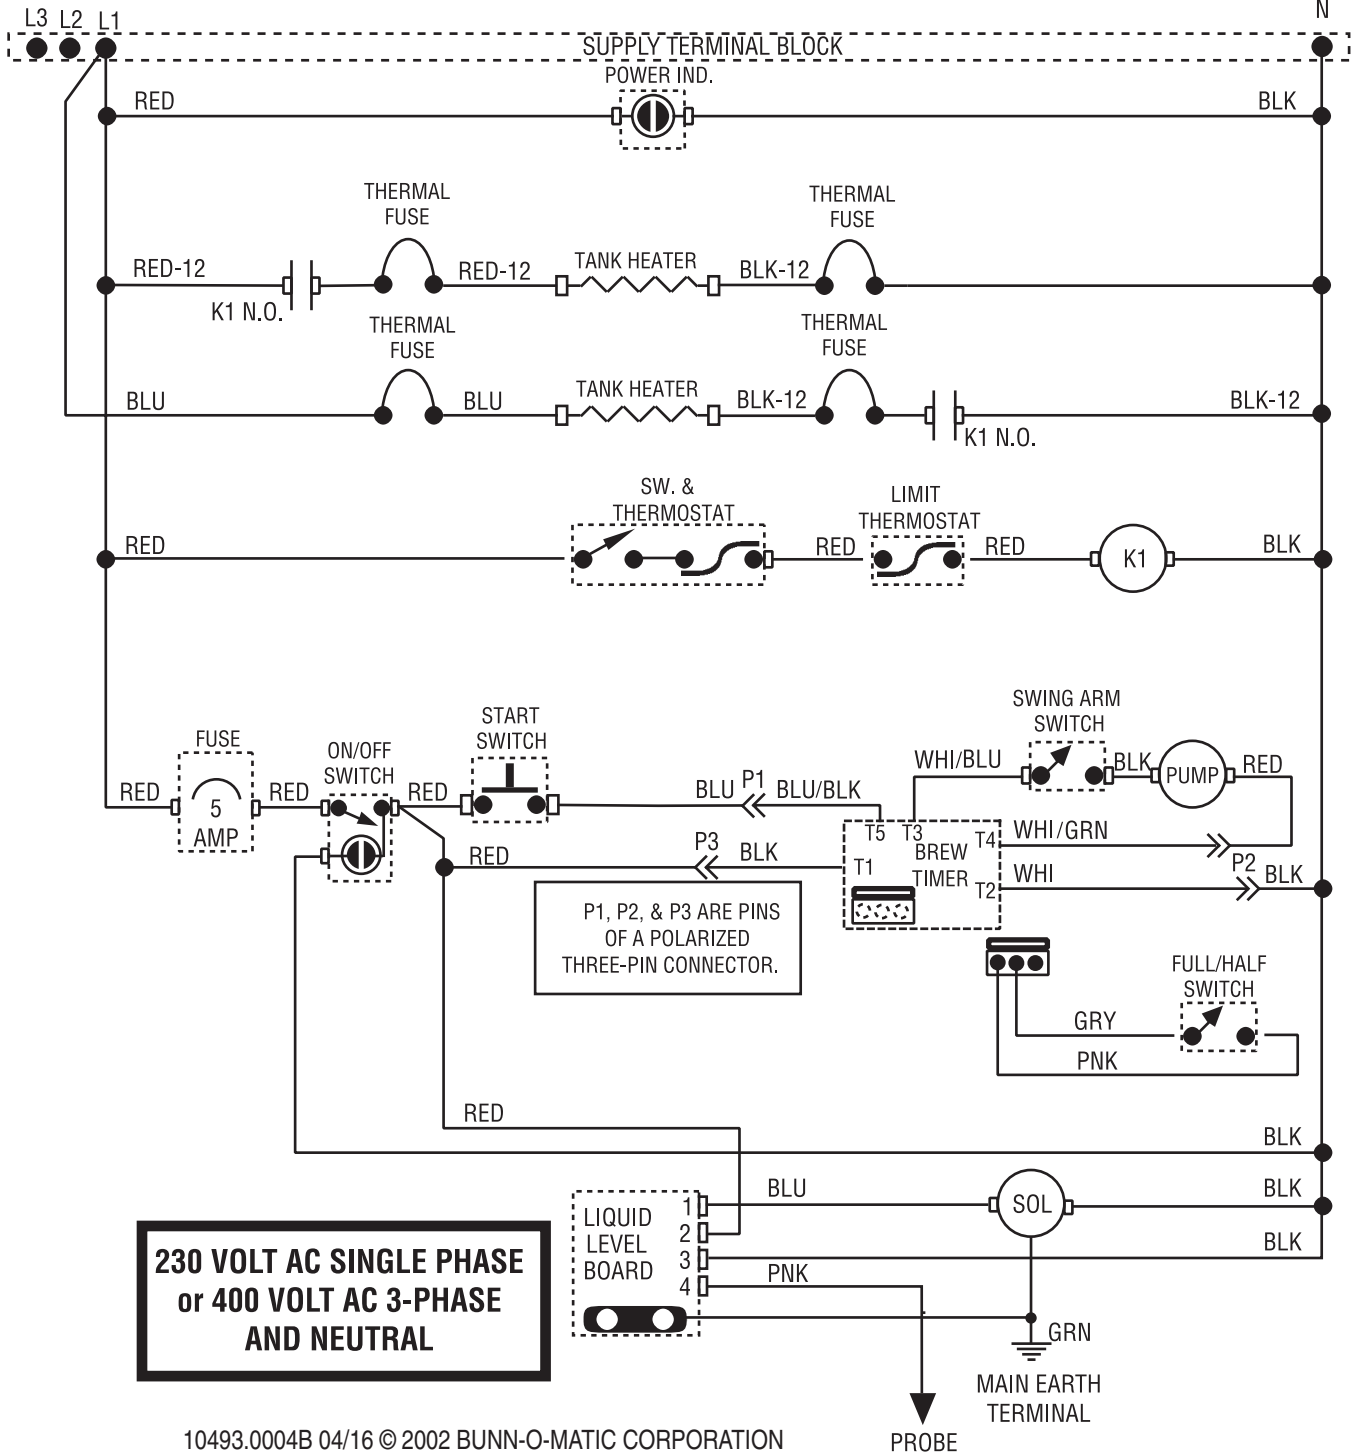 L3 L2 L1 N
SUPPLY TERMINAL BLOCK
POWER IND.
RED BLK
THERMAL
FUSE
THERMAL
FUSE
RED-12 RED-12 TANK HEATER BLK-12
K1 N.O.
THERMAL
FUSE
THERMAL
FUSE
BLU BLU TANK HEATER BLK-12 BLK-12
K1 N.O.
SW. &
THERMOSTAT
LIMIT
THERMOSTAT
RED RED RED K1 BLK
FUSE
5
AMP
ON/OFF
SWITCH
START
SWITCH
SWING ARM
SWITCH
RED RED RED BLU P1 BLU/BLK
WHI/BLU BLK PUMP RED
T5 T3 T4 WHI/GRN
BREW
TIMER
T1 T2 WHI P2 BLK
RED P3 BLK
P1, P2, & P3 ARE PINS
OF A POLARIZED
THREE-PIN CONNECTOR.
FULL/HALF
SWITCH
GRY
PNK
RED
BLK
BLU SOL BLK
BLK
LIQUID
LEVEL
BOARD
1
2
3
4
PNK
GRN
MAIN EARTH
TERMINAL
PROBE
230 VOLT AC SINGLE PHASE
or 400 VOLT AC 3-PHASE
AND NEUTRAL
10493.0004B 04/16 © 2002 BUNN-O-MATIC CORPORATION